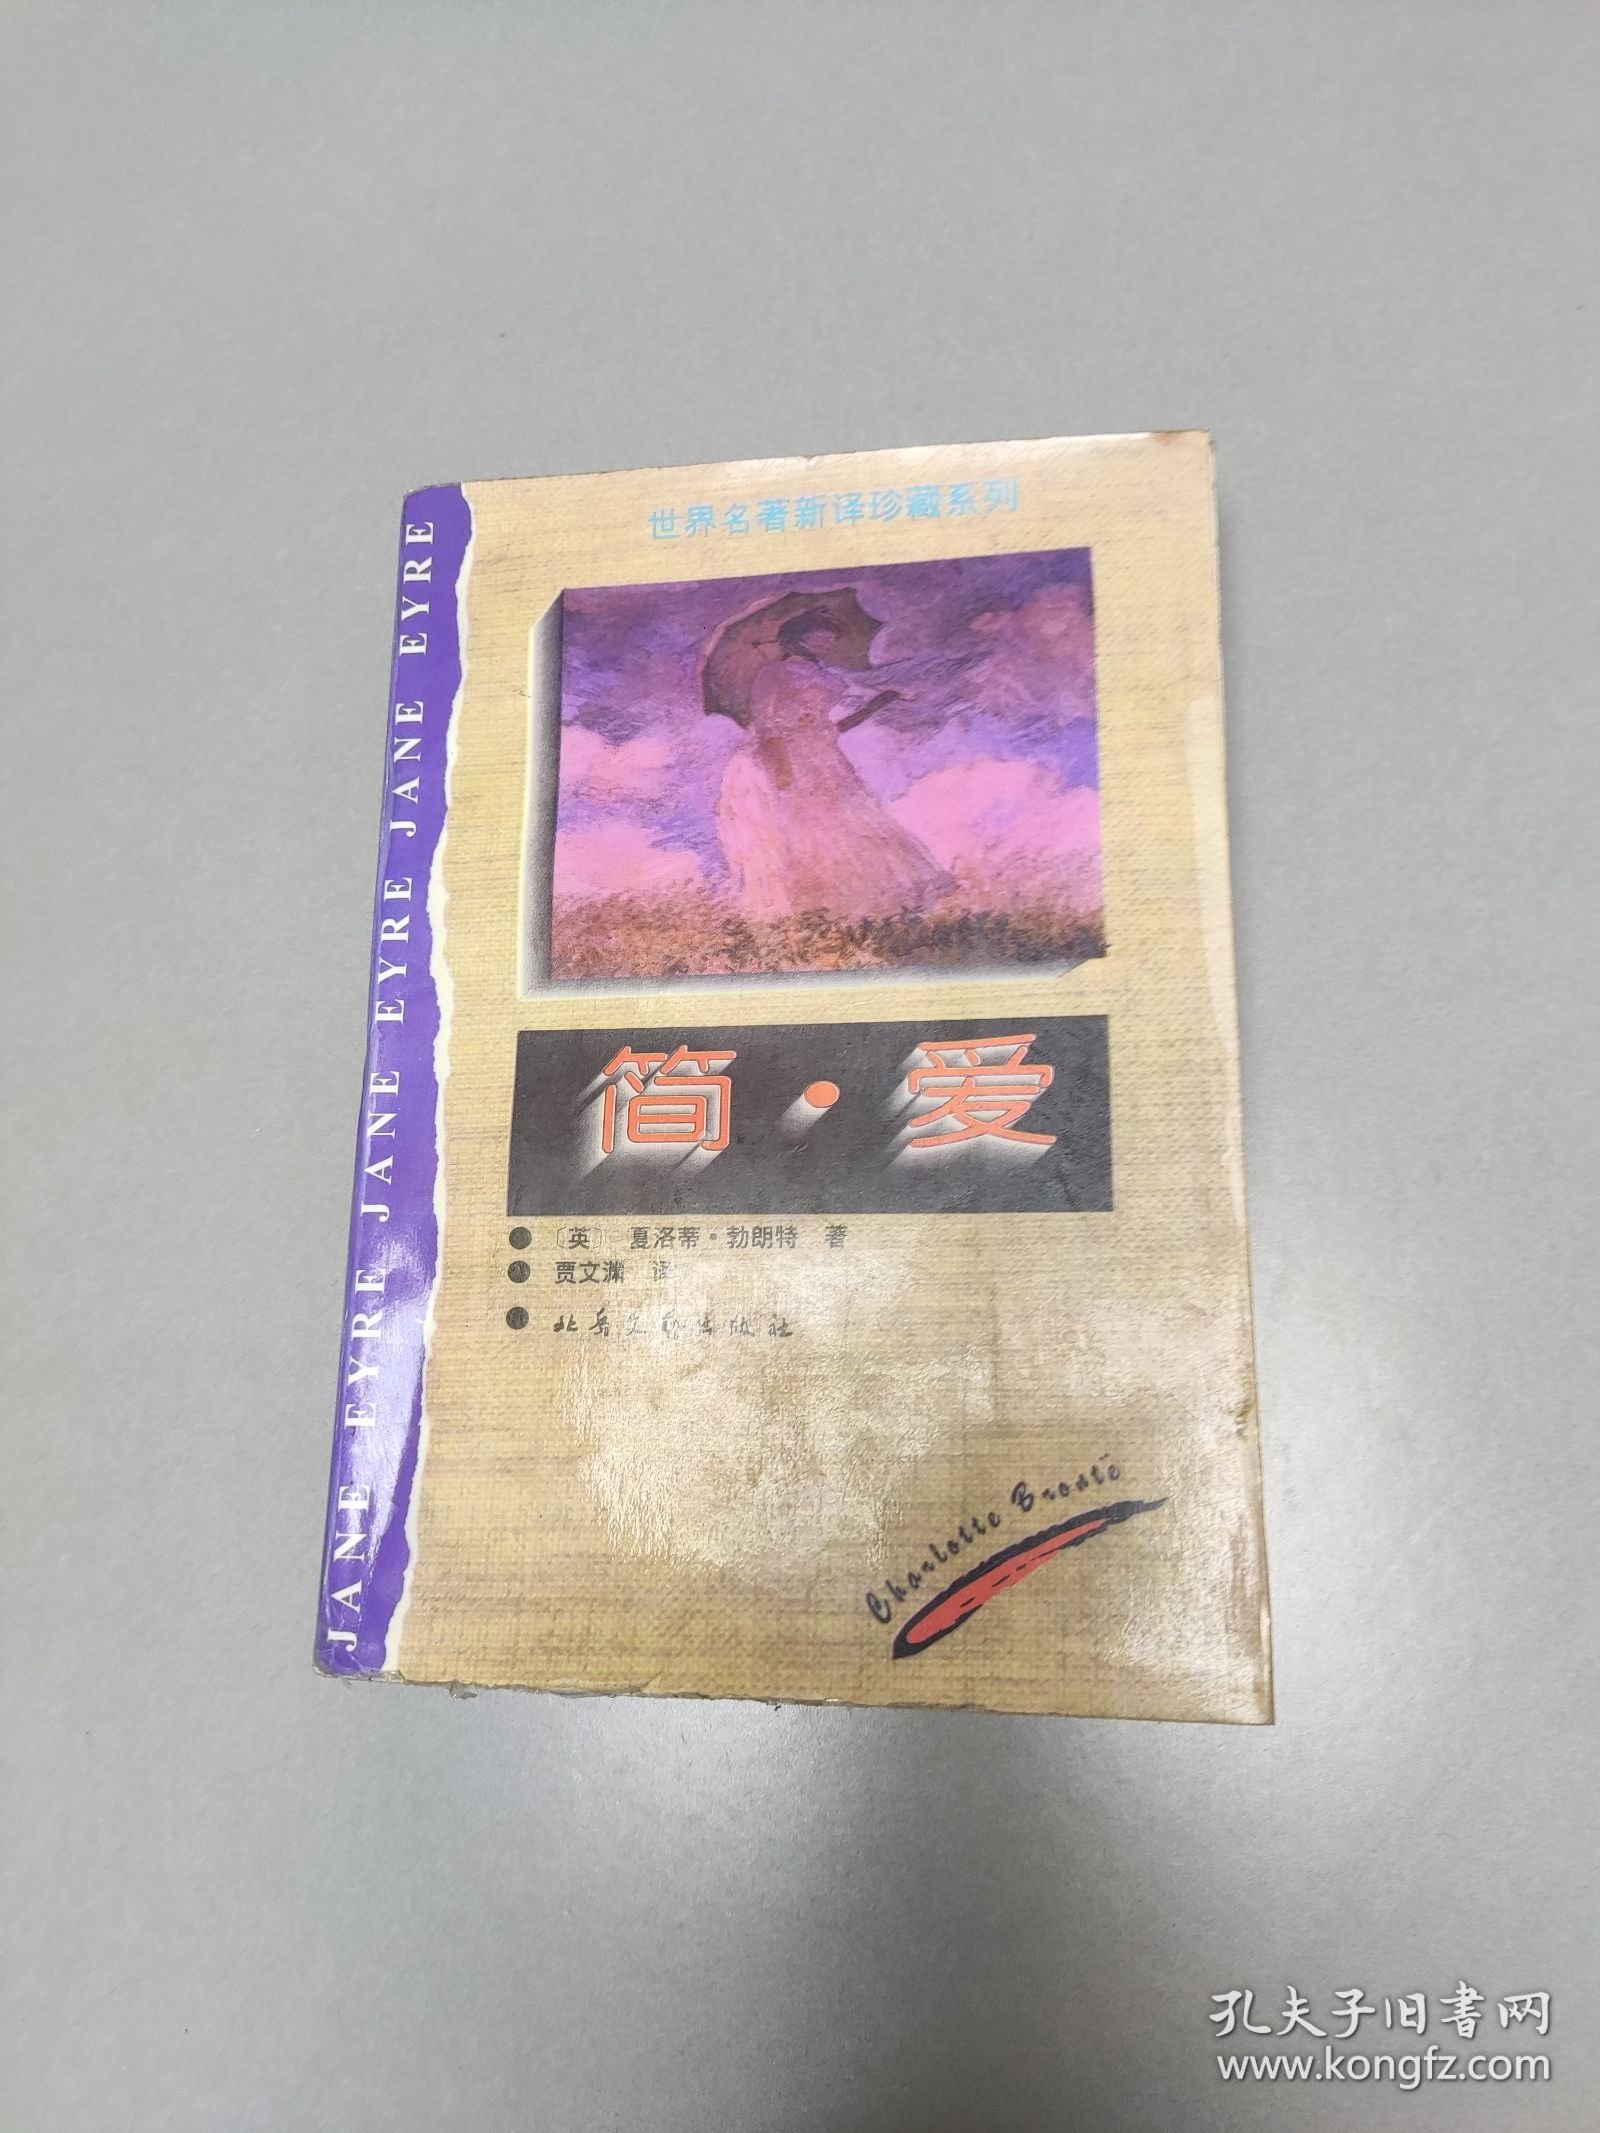 世界名著新译珍藏系列
JANE EYRE JANE EYRE JANE EYRE JANE EYRE
简·爱
〔英〕 夏洛蒂·勃朗特 著
贾文渊 译
北岳文艺出版社
Charlotte Brontë
孔夫子旧书网
www.kongfz.com